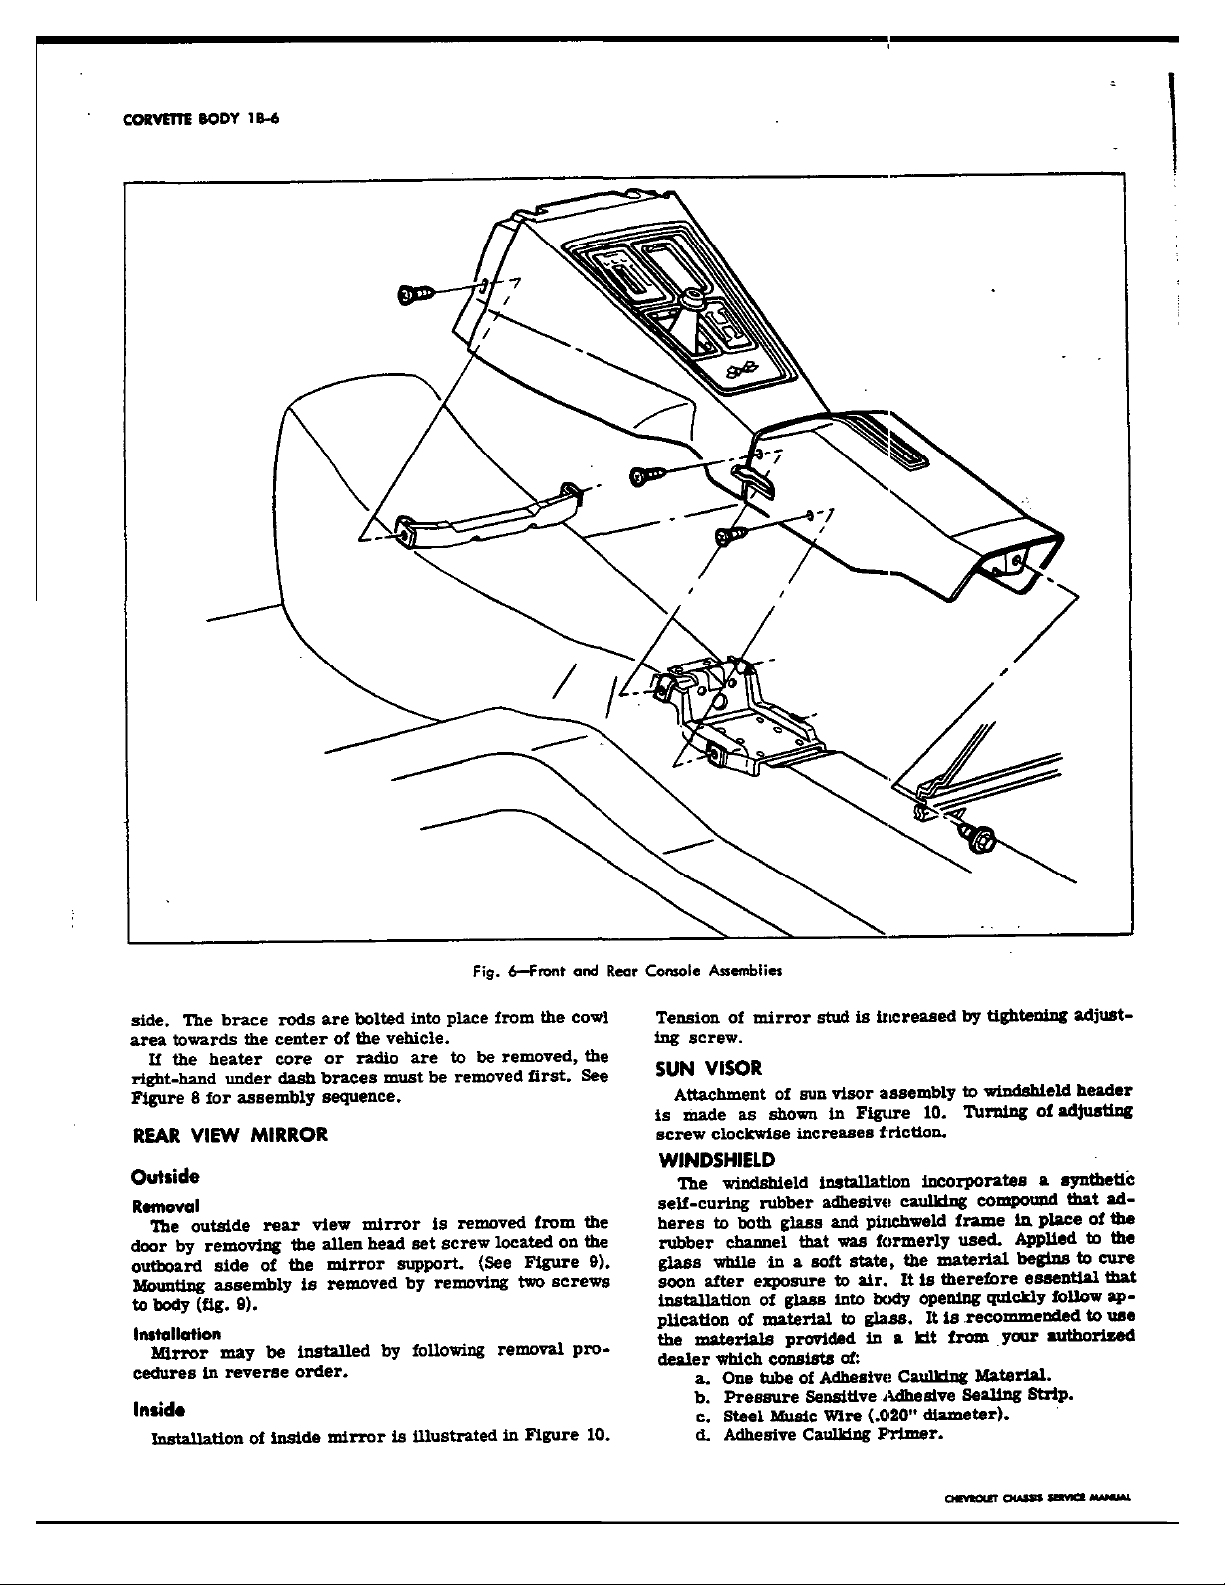 CORVETTE BODY 1B-6
Fig. 6—Front and Rear Console Assemblies
side. The brace rods are bolted into place from the cowl
area towards the center of the vehicle.
If the heater core or radio are to be removed, the
right-hand under dash braces must be removed first. See
Figure 8 for assembly sequence.
REAR VIEW MIRROR
Outside
Removal
The outside rear view mirror is removed from the
door by removing the allen head set screw located on the
outboard side of the mirror support. (See Figure 9).
Mounting assembly is removed by removing two screws
to body (fig. 9).
Installation
Mirror may be installed by following removal pro-
cedures in reverse order.
Inside
Installation of inside mirror is illustrated in Figure 10.
Tension of mirror stud is increased by tightening adjust-
ing screw.
SUN VISOR
Attachment of sun visor assembly to windshield header
is made as shown in Figure 10. Turning of adjusting
screw clockwise increases friction.
WINDSHIELD
The windshield installation incorporates a synthetic
self-curing rubber adhesive caulking compound that ad-
heres to both glass and pinchweld frame in place of the
rubber channel that was formerly used. Applied to the
glass while in a soft state, the material begins to cure
soon after exposure to air. It is therefore essential that
installation of glass into body opening quickly follow ap-
plication of material to glass. It is recommended to use
the materials provided in a kit from your authorized
dealer which consists of:
a. One tube of Adhesive Caulking Material.
b. Pressure Sensitive Adhesive Sealing Strip.
c. Steel Music Wire (.020" diameter).
d. Adhesive Caulking Primer.
CHEVROLET CHASSIS SERVICE MANUAL